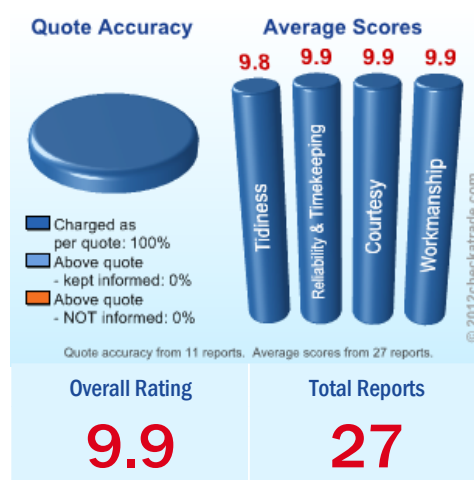 Quote Accuracy
Average Scores
9.8
9.9
9.9
9.9
Tidiness
Reliability & Timekeeping
Courtesy
Workmanship
Charged as
per quote: 100%
Above quote
- kept informed: 0%
Above quote
- NOT informed: 0%
© 2012checkatrade.com
Quote accuracy from 11 reports. Average scores from 27 reports.
Overall Rating
Total Reports
9.9
27